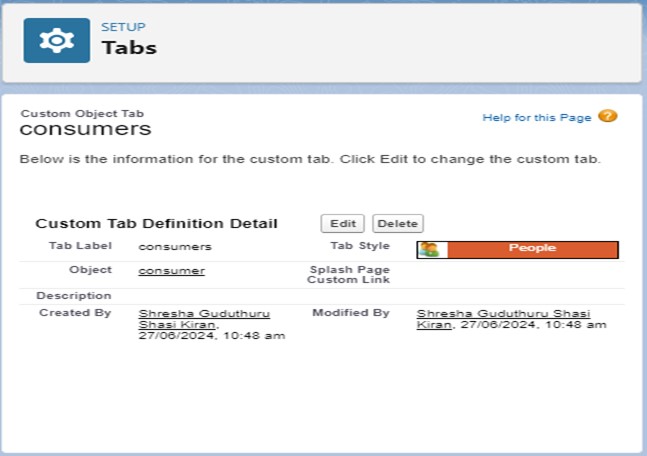 SETUP
Tabs
Custom Object Tab
consumers
Help for this Page ?
Below is the information for the custom tab. Click Edit to change the custom tab.
Custom Tab Definition Detail Edit Delete
Tab Label consumers Tab Style People
Object consumer Splash Page
Custom Link
Description
Created By Shresha Guduthuru Modified By Shresha Guduthuru Shasi
Shasi Kiran, Kiran, 27/06/2024, 10:48 am
27/06/2024, 10:48 am